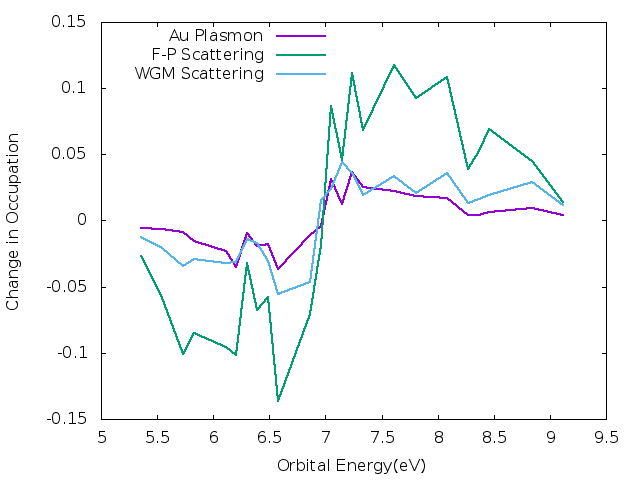 0.15
0.1
0.05
0
-0.05
-0.1
-0.15
Change in Occupation
Au Plasmon
F-P Scattering
WGM Scattering
5 5.5 6 6.5 7 7.5 8 8.5 9 9.5
Orbital Energy(eV)